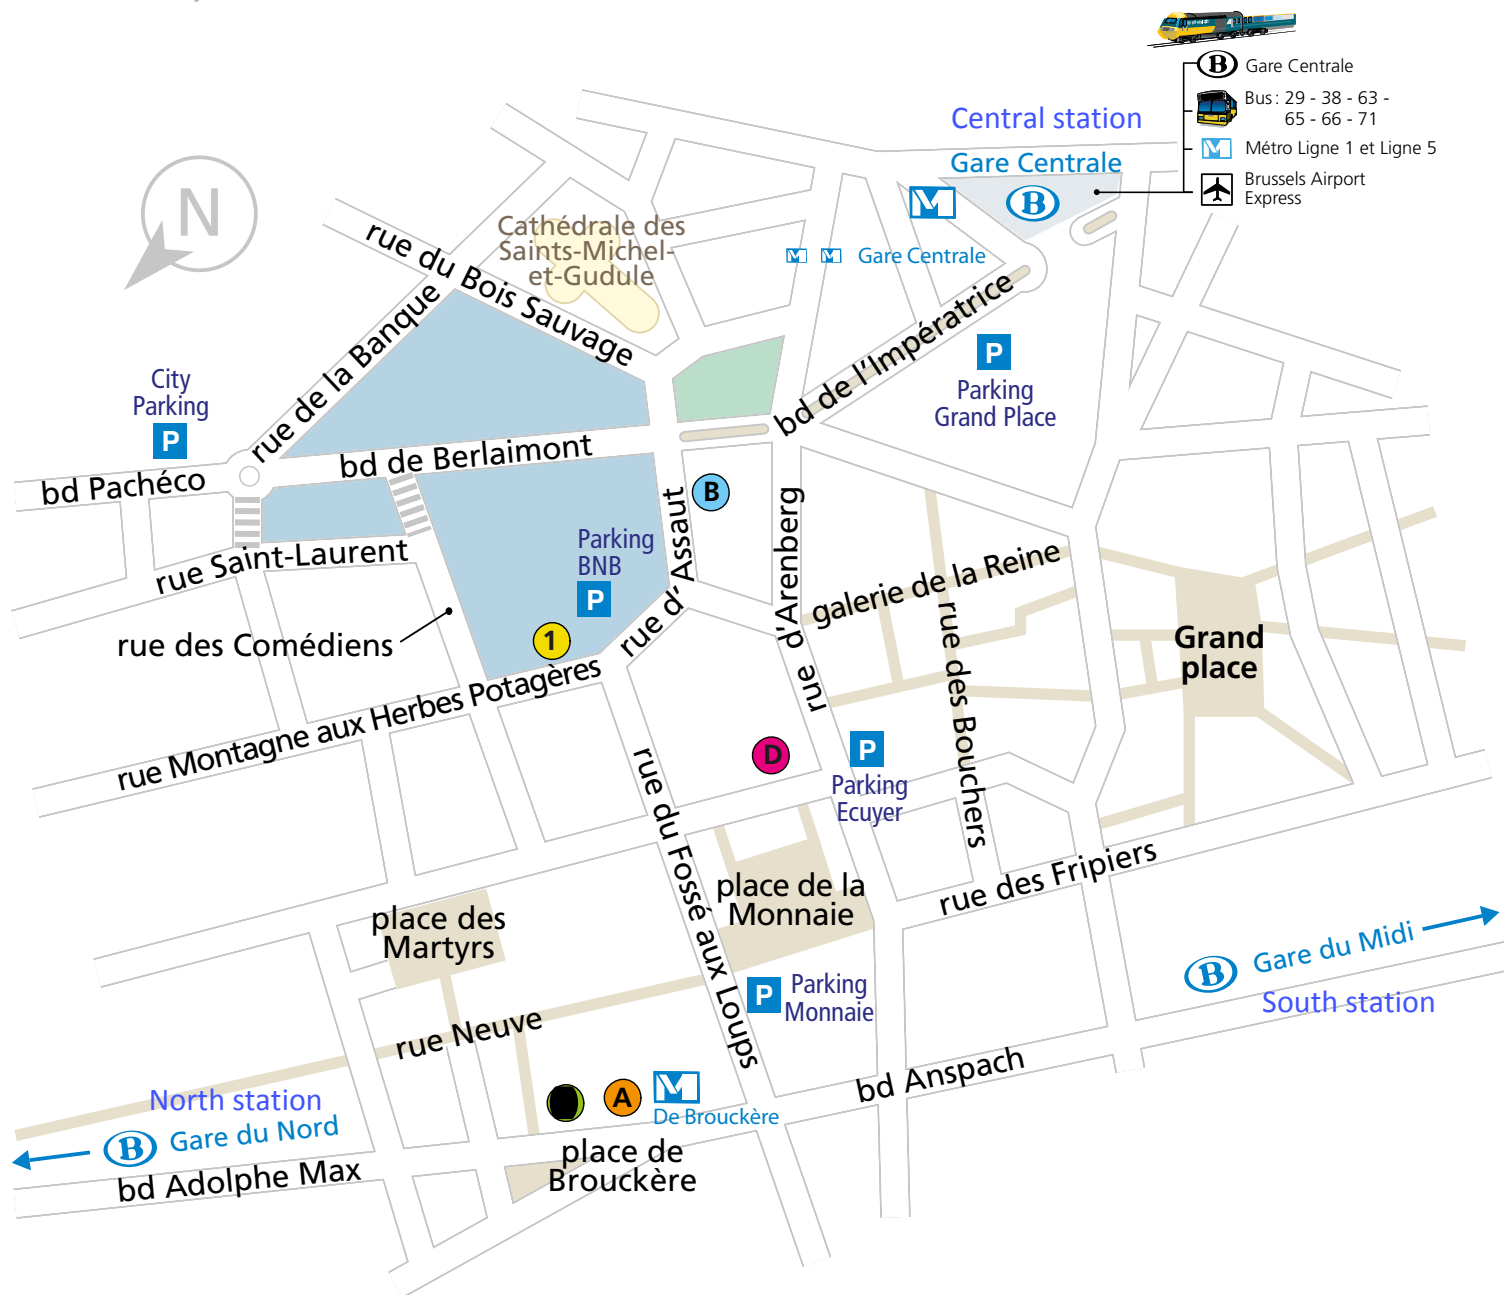 Gare Centrale
Bus : 29 - 38 - 63 -
65 - 66 - 71
Métro Ligne 1 et Ligne 5
Brussels Airport
Express
Central station
Gare Centrale
B
B
M
N
Cathédrale des
Saints-Michel-
et-Gudule
rue du Bois Sauvage
M
M
Gare Centrale
rue de la Banque
bd de l'Impératrice
P
Parking
Grand Place
City
Parking
P
bd Pachéco
bd de Berlaimont
B
rue Saint-Laurent
Parking
BNB
P
rue d'Assaut
rue d'Arenberg
galerie de la Reine
rue des Comédiens
1
rue des Bouchers
Grand
place
rue Montagne aux Herbes Potagères
D
P
Parking
Ecuyer
rue du Fossé aux Loups
place de la
Monnaie
rue des Fripiers
place des
Martyrs
P
Parking
Monnaie
B
Gare du Midi
South station
rue Neuve
bd Anspach
North station
B
Gare du Nord
A
M
De Brouckère
place de
Brouckère
bd Adolphe Max